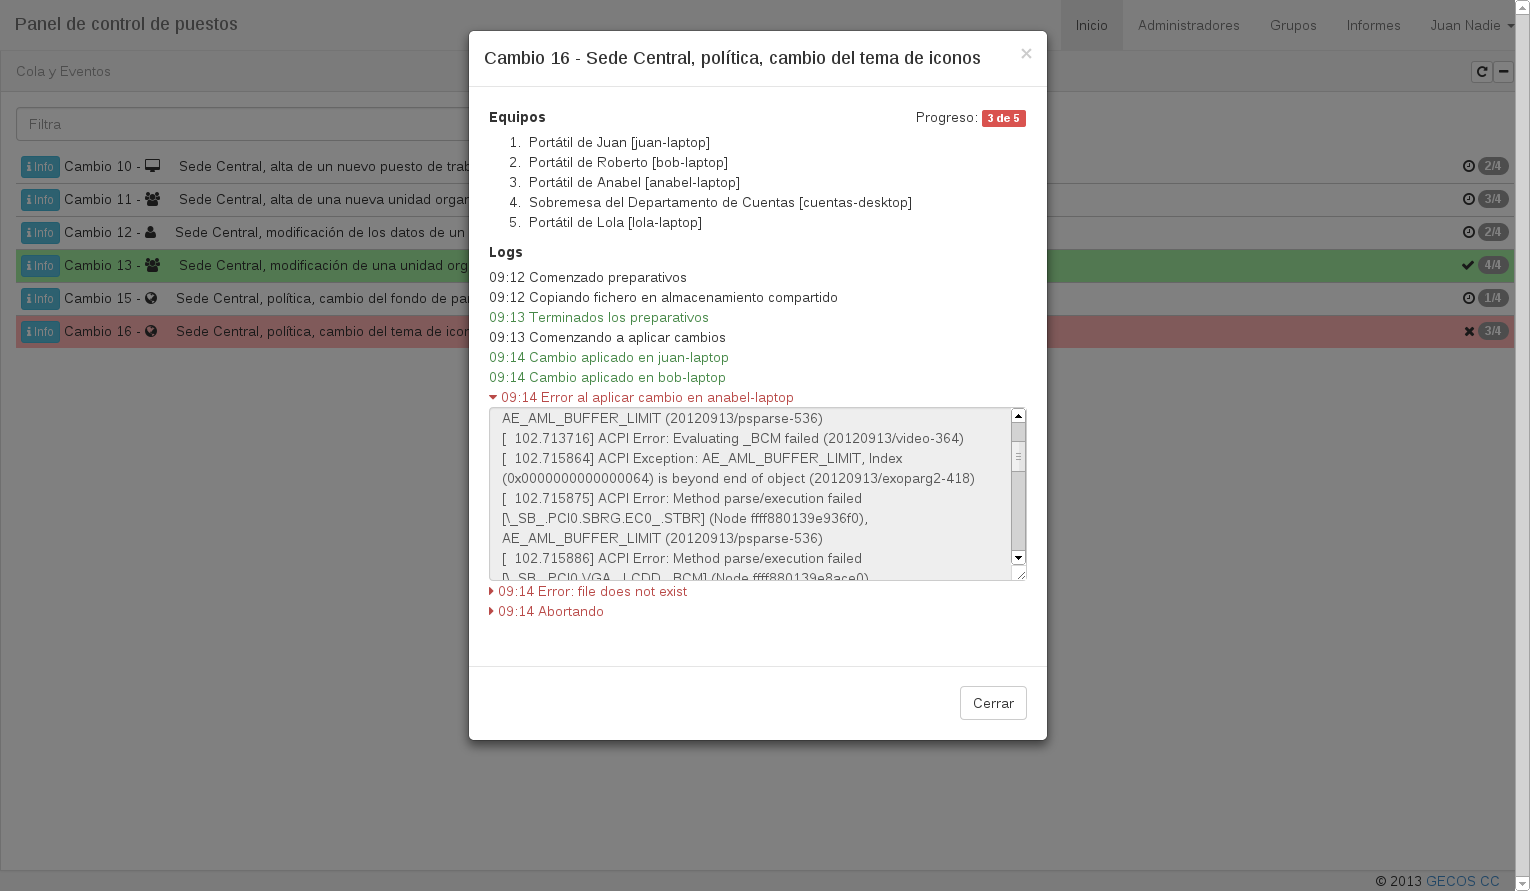 Panel de control de puestos
Inicio Administradores Grupos Informes Juan Nadie
Cola y Eventos
Filtra
Info Cambio 10 - Sede Central, alta de un nuevo puesto de trab 2/4
Info Cambio 11 - Sede Central, alta de una nueva unidad organ 3/4
Info Cambio 12 - Sede Central, modificación de los datos de un 2/4
Info Cambio 13 - Sede Central, modificación de una unidad org 4/4
Info Cambio 15 - Sede Central, política, cambio del fondo de pa 1/4
Info Cambio 16 - Sede Central, política, cambio del tema de icon 3/4
Cambio 16 - Sede Central, política, cambio del tema de iconos ×
Equipos Progreso: 3 de 5
1. Portátil de Juan [juan-laptop]
2. Portátil de Roberto [bob-laptop]
3. Portátil de Anabel [anabel-laptop]
4. Sobremesa del Departamento de Cuentas [cuentas-desktop]
5. Portátil de Lola [lola-laptop]
Logs
09:12 Comenzado preparativos
09:12 Copiando fichero en almacenamiento compartido
09:13 Terminados los preparativos
09:13 Comenzando a aplicar cambios
09:14 Cambio aplicado en juan-laptop
09:14 Cambio aplicado en bob-laptop
09:14 Error al aplicar cambio en anabel-laptop
AE_AML_BUFFER_LIMIT (20120913/psparse-536)
[ 102.713716] ACPI Error: Evaluating _BCM failed (20120913/video-364)
[ 102.715864] ACPI Exception: AE_AML_BUFFER_LIMIT, Index
(0x0000000000000064) is beyond end of object (20120913/exoparg2-418)
[ 102.715875] ACPI Error: Method parse/execution failed
[\_SB_.PCI0.SBRG.EC0_.STBR] (Node ffff880139e936f0),
AE_AML_BUFFER_LIMIT (20120913/psparse-536)
[ 102.715886] ACPI Error: Method parse/execution failed
[\_SB_.PCI0.VGA_.LCDD._BCM] (Node ffff880139e8ace0),
09:14 Error: file does not exist
09:14 Abortando
Cerrar
© 2013 GECOS CC